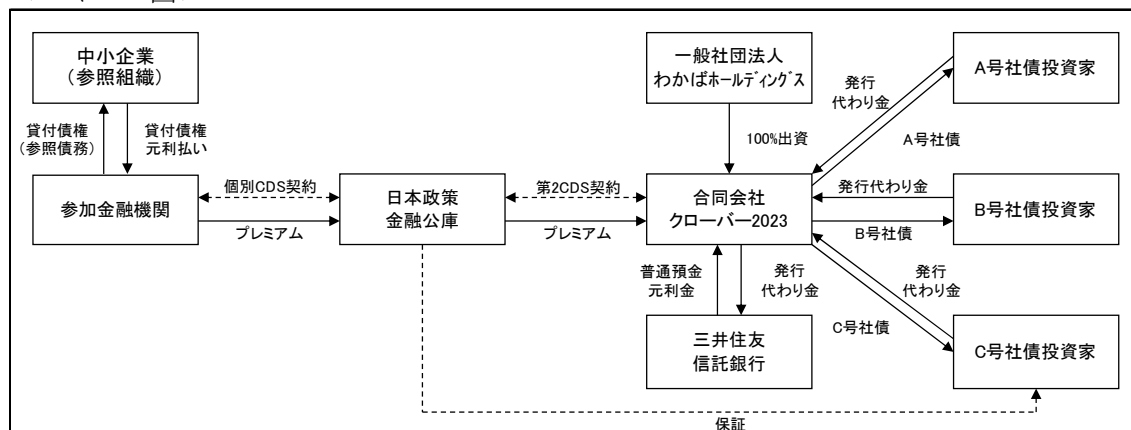 中小企業
(参照組織)
一般社団法人
わかばホールディングス
A号社債投資家
発行
代わり金
A号社債
貸付債権
(参照債務)
貸付債権
元利払い
100%出資
参加金融機関
個別CDS契約
プレミアム
日本政策
金融公庫
第2CDS契約
プレミアム
合同会社
クローバー2023
発行代わり金
B号社債
B号社債投資家
普通預金
元利金
発行
代わり金
発行
代わり金
C号社債
三井住友
信託銀行
C号社債投資家
保証